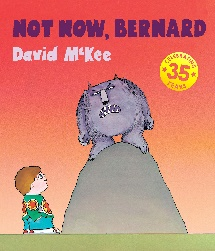 NOT NOW, BERNARD
David McKee
CELEBRATING
35
YEARS